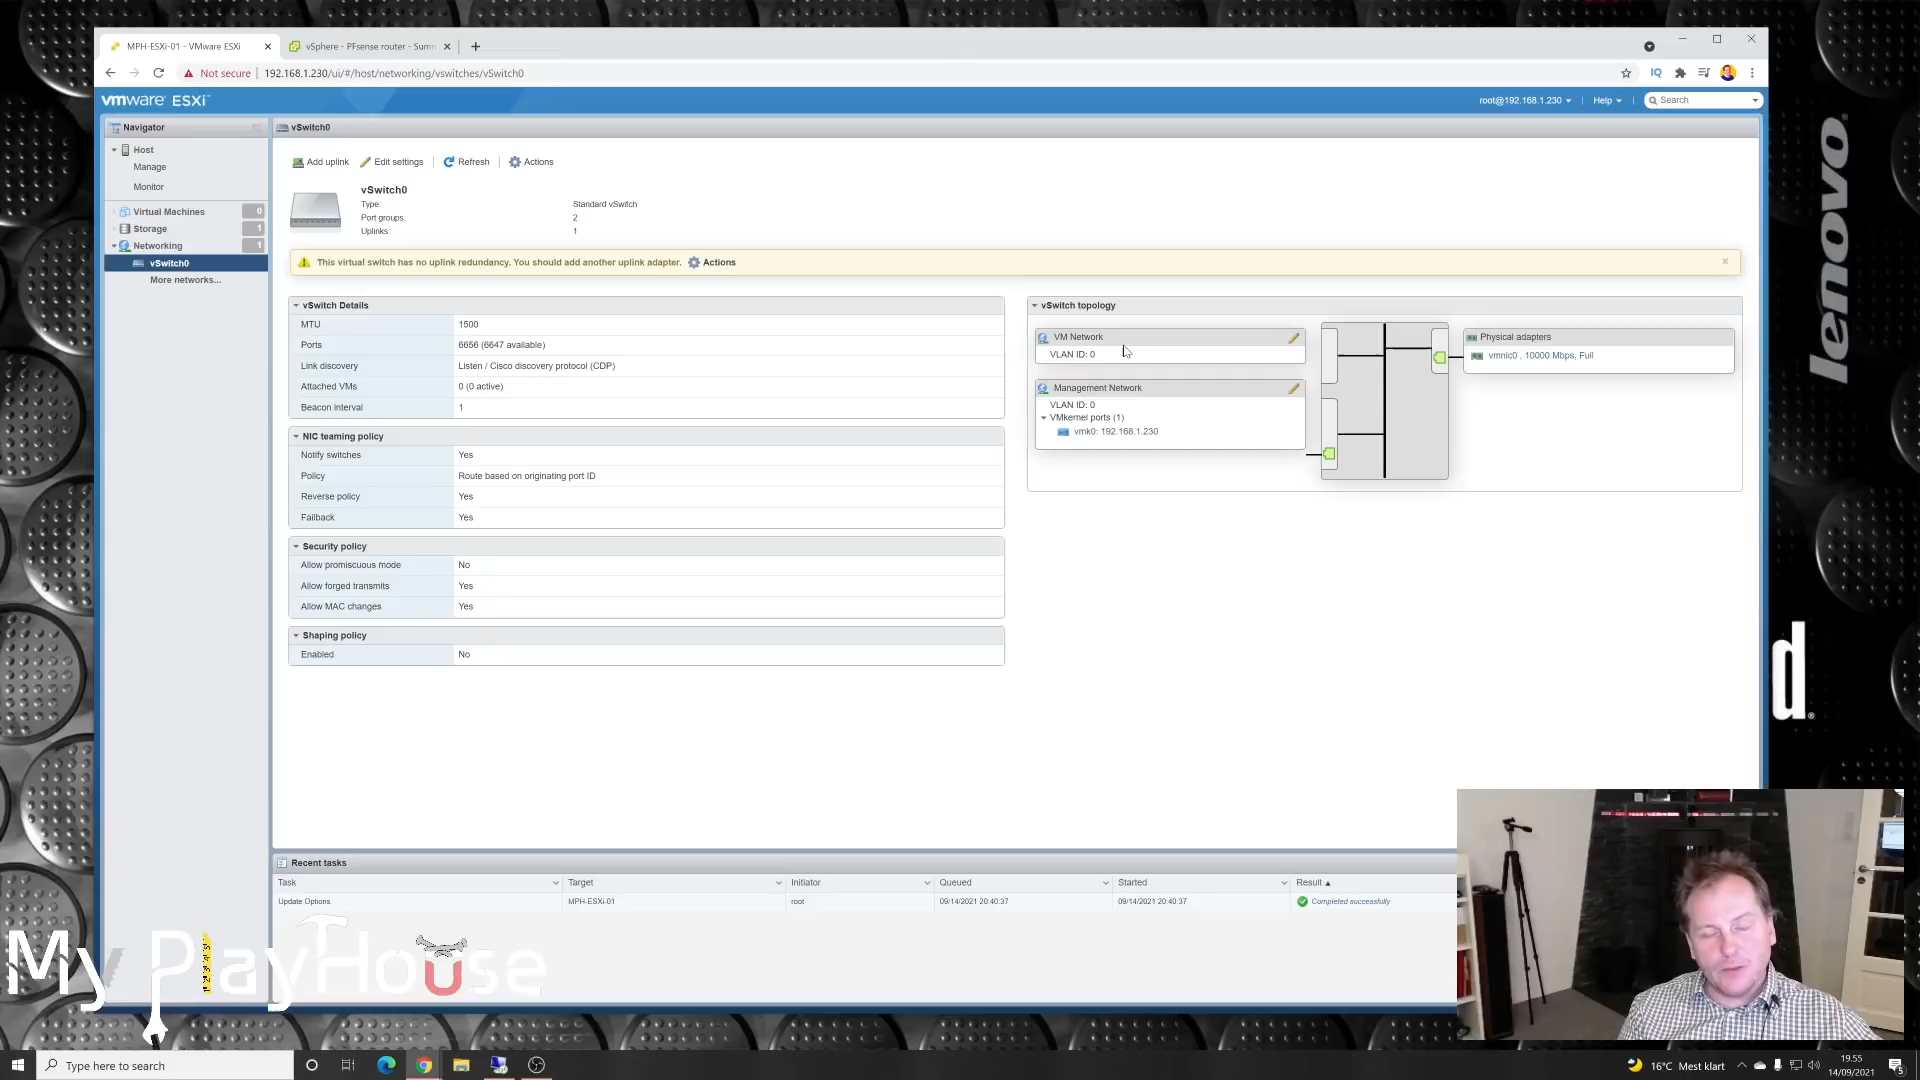 MPH-ESXi-01 - VMware ESXi
vSphere - PFsense router - Sum
Not secure
192.168.1.230/ui/#/host/networking/vswitches/vSwitch0
IQ
vmware ESXi
root@192.168.1.230
Help
Search
Navigator
Host
Manage
Monitor
Virtual Machines 0
Storage 1
Networking 1
vSwitch0
More networks...
vSwitch0
Add uplink
Edit settings
Refresh
Actions
vSwitch0
Type: Standard vSwitch
Port groups: 2
Uplinks: 1
This virtual switch has no uplink redundancy. You should add another uplink adapter. Actions
vSwitch Details
MTU 1500
Ports 6656 (6647 available)
Link discovery Listen / Cisco discovery protocol (CDP)
Attached VMs 0 (0 active)
Beacon interval 1
NIC teaming policy
Notify switches Yes
Policy Route based on originating port ID
Reverse policy Yes
Failback Yes
Security policy
Allow promiscuous mode No
Allow forged transmits Yes
Allow MAC changes Yes
Shaping policy
Enabled No
vSwitch topology
VM Network
VLAN ID: 0
Management Network
VLAN ID: 0
VMkernel ports (1)
vmk0: 192.168.1.230
Physical adapters
vmnic0 , 10000 Mbps, Full
Recent tasks
Task Target Initiator Queued Started Result
Update Options MPH-ESXi-01 root 09/14/2021 20:40:37 09/14/2021 20:40:37 Completed successfully
My PlayHouse
lenovo
d
Type here to search
16°C Mest klart
19.55
14/09/2021
5